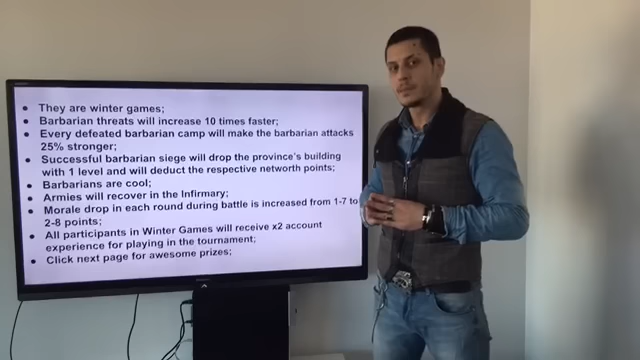 They are winter games;
Barbarian threats will increase 10 times faster;
Every defeated barbarian camp will make the barbarian attacks
25% stronger;
Successful barbarian siege will drop the province's building
with 1 level and will deduct the respective networth points;
Barbarians are cool;
Armies will recover in the Infirmary;
Morale drop in each round during battle is increased from 1-7 to
2-8 points;
All participants in Winter Games will receive x2 account
experience for playing in the tournament;
Click next page for awesome prizes;